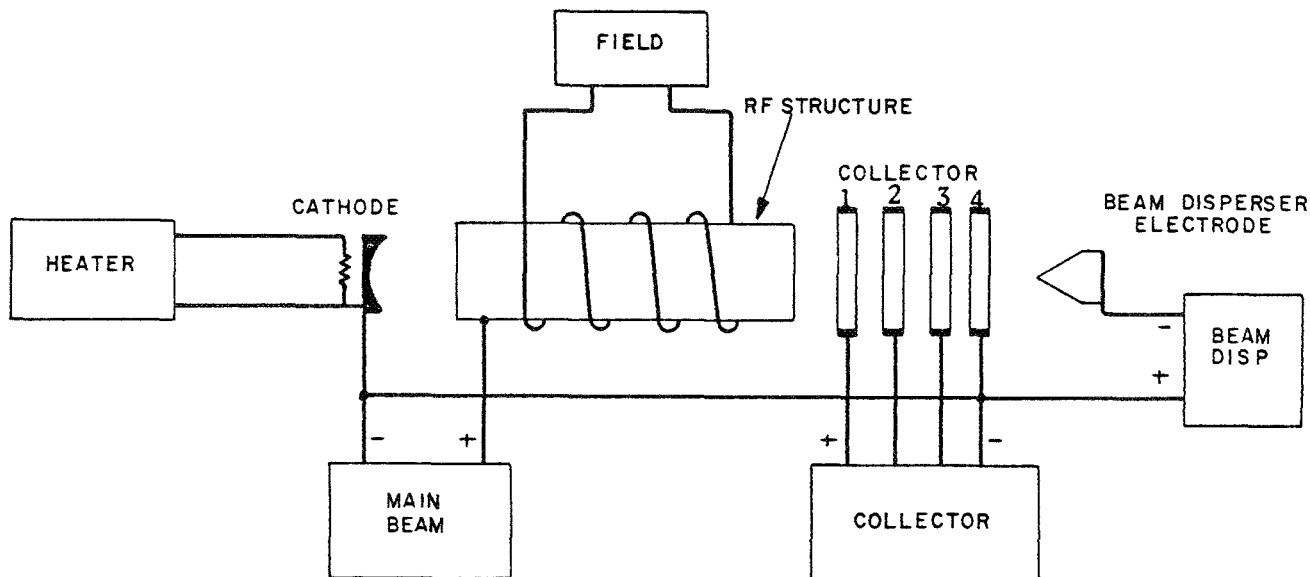 FIELD
RF STRUCTURE
COLLECTOR
1 2 3 4
CATHODE
BEAM DISPERSER
ELECTRODE
HEATER
-
BEAM
DISP
+
- +
+ -
MAIN
BEAM
COLLECTOR